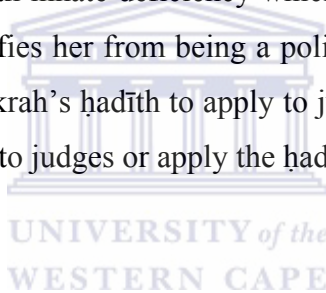 innate deficiency which
fies her from being a poli
krah's ḥadīth to apply to j
to judges or apply the ḥad
UNIVERSITY of the
WESTERN CAPE